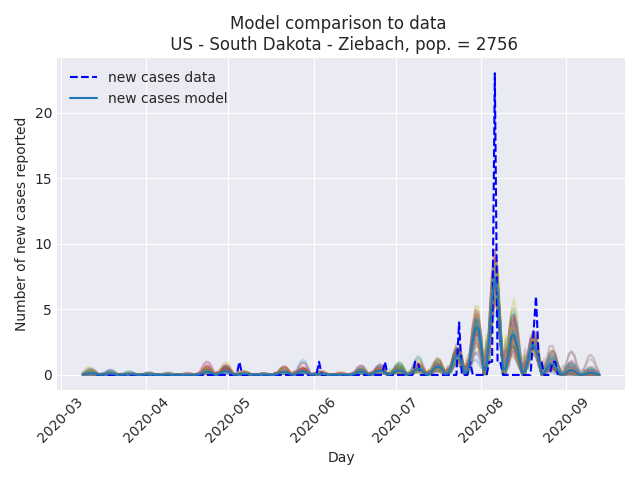 Model comparison to data
US - South Dakota - Ziebach, pop. = 2756
new cases data
new cases model
Number of new cases reported
20
15
10
5
0
2020-03
2020-04
2020-05
2020-06
2020-07
2020-08
2020-09
Day